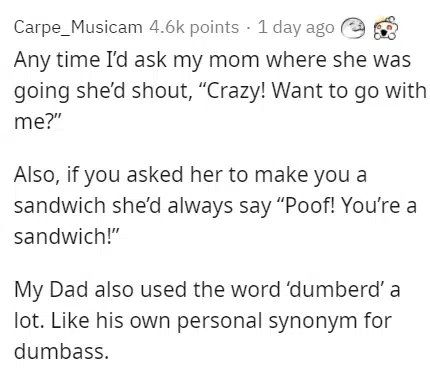 Carpe_Musicam 4.6k points · 1 day ago
Any time I’d ask my mom where she was
going she’d shout, “Crazy! Want to go with
me?”
Also, if you asked her to make you a
sandwich she’d always say “Poof! You’re a
sandwich!”
My Dad also used the word ‘dumberd’ a
lot. Like his own personal synonym for
dumbass.